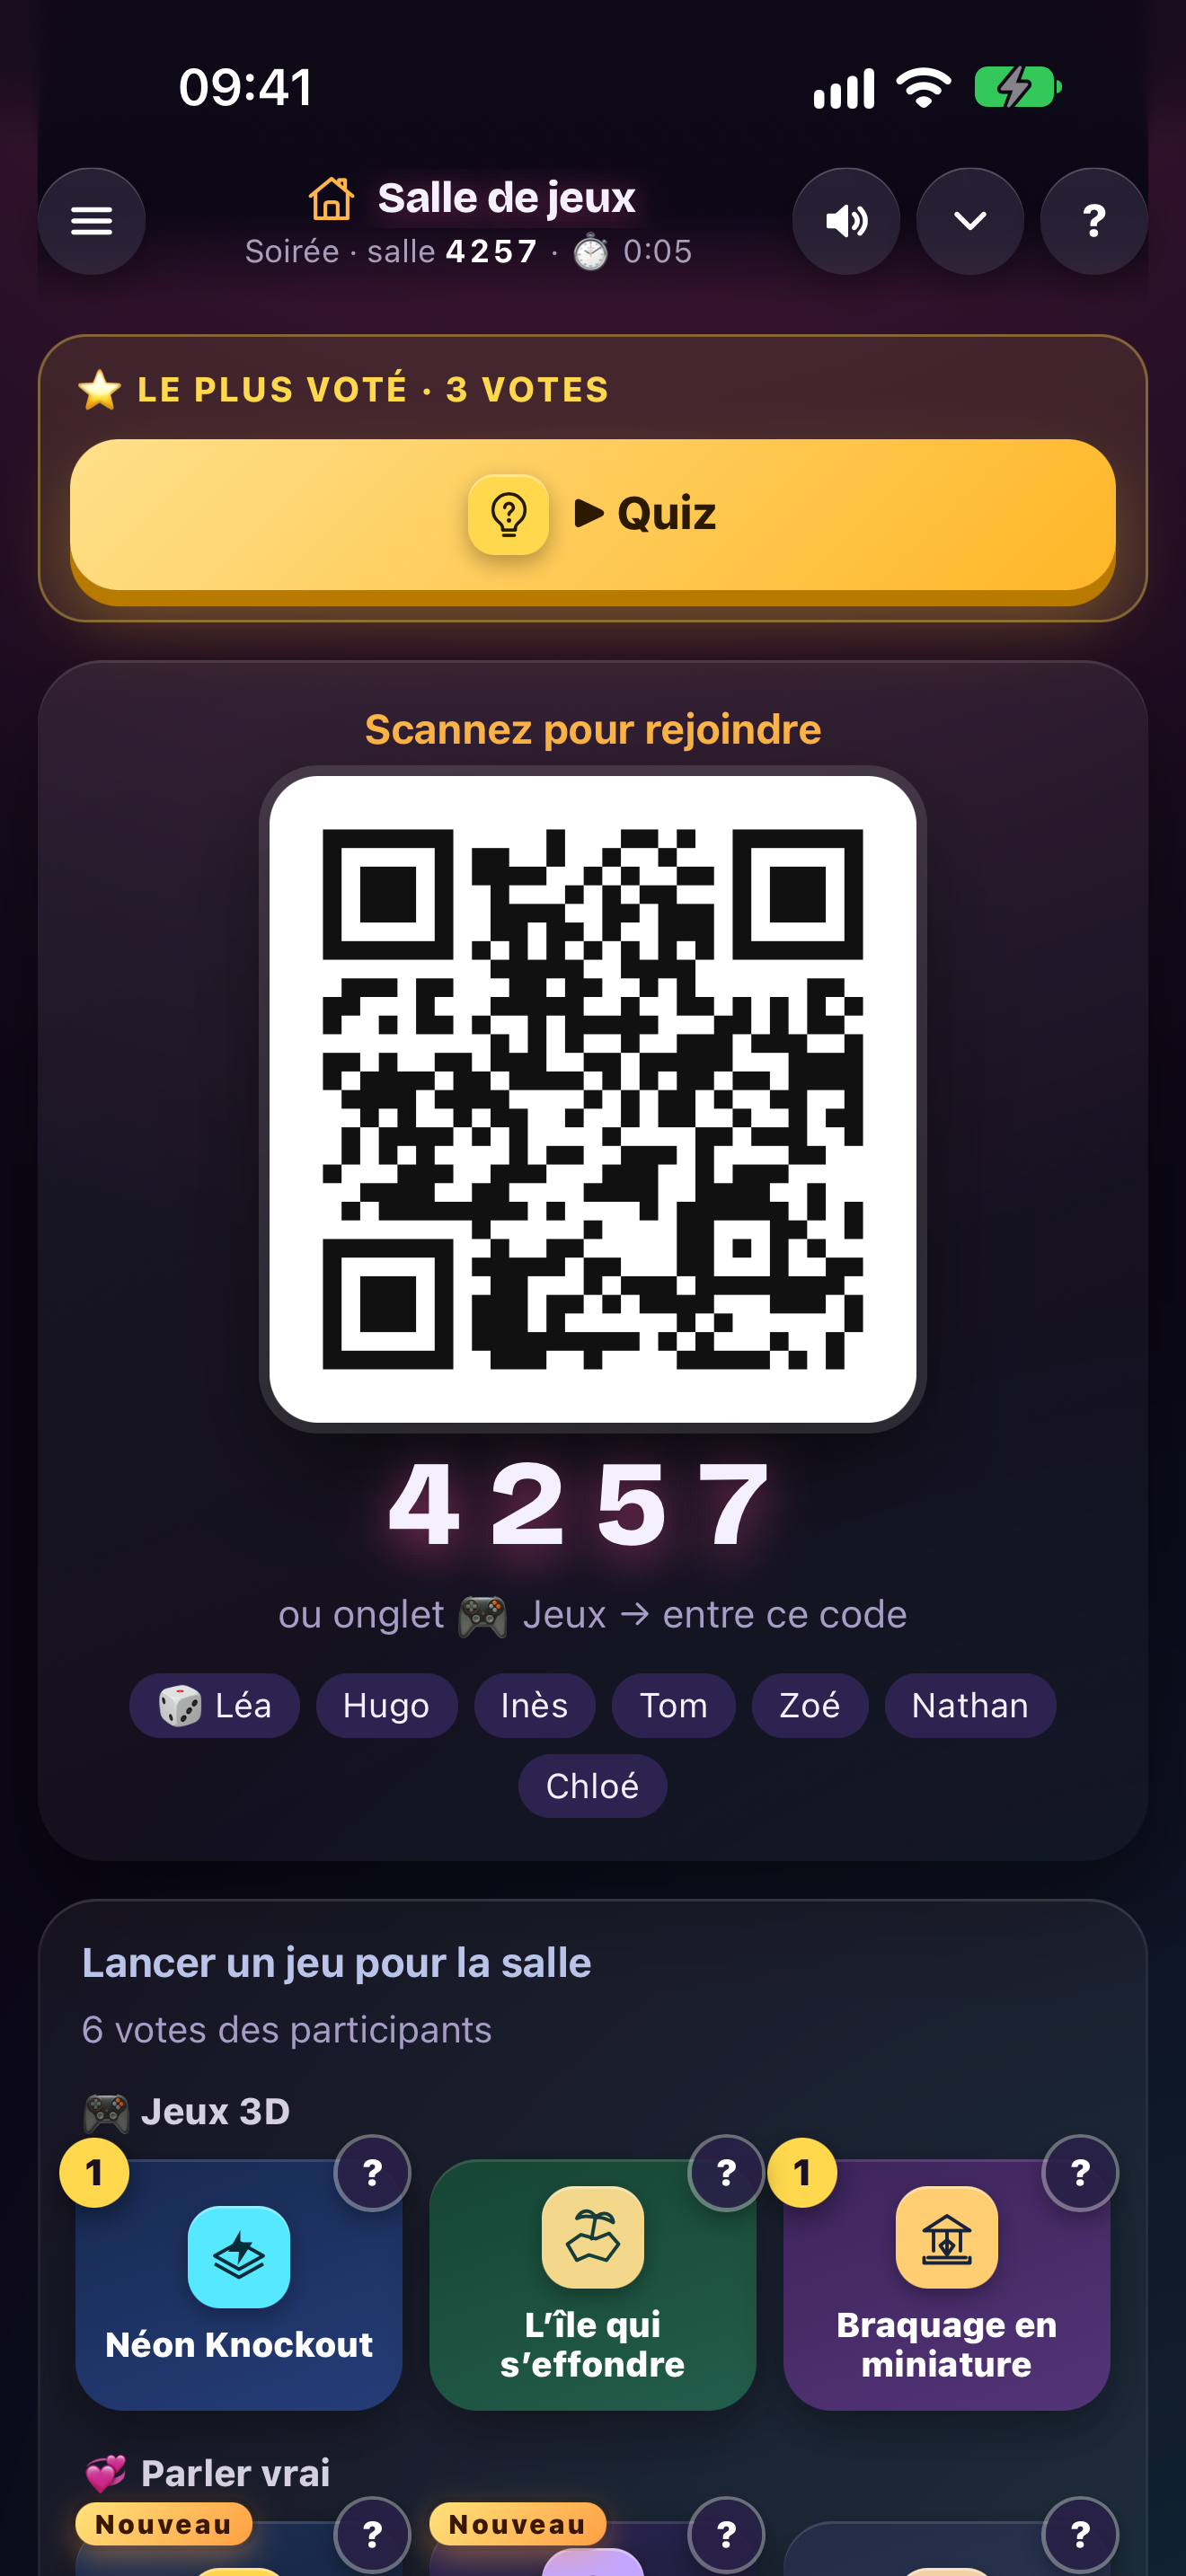 09:41
Salle de jeux
Soirée · salle 4257 · ⏱️ 0:05
?
⭐ LE PLUS VOTÉ · 3 VOTES
▶ Quiz
Scannez pour rejoindre
4257
ou onglet 🎮 Jeux → entre ce code
🎲 Léa
Hugo
Inès
Tom
Zoé
Nathan
Chloé
Lancer un jeu pour la salle
6 votes des participants
🎮 Jeux 3D
1
?
?
1
?
Néon Knockout
L’île qui
s’effondre
Braquage en
miniature
💞 Parler vrai
Nouveau
?
Nouveau
?
?